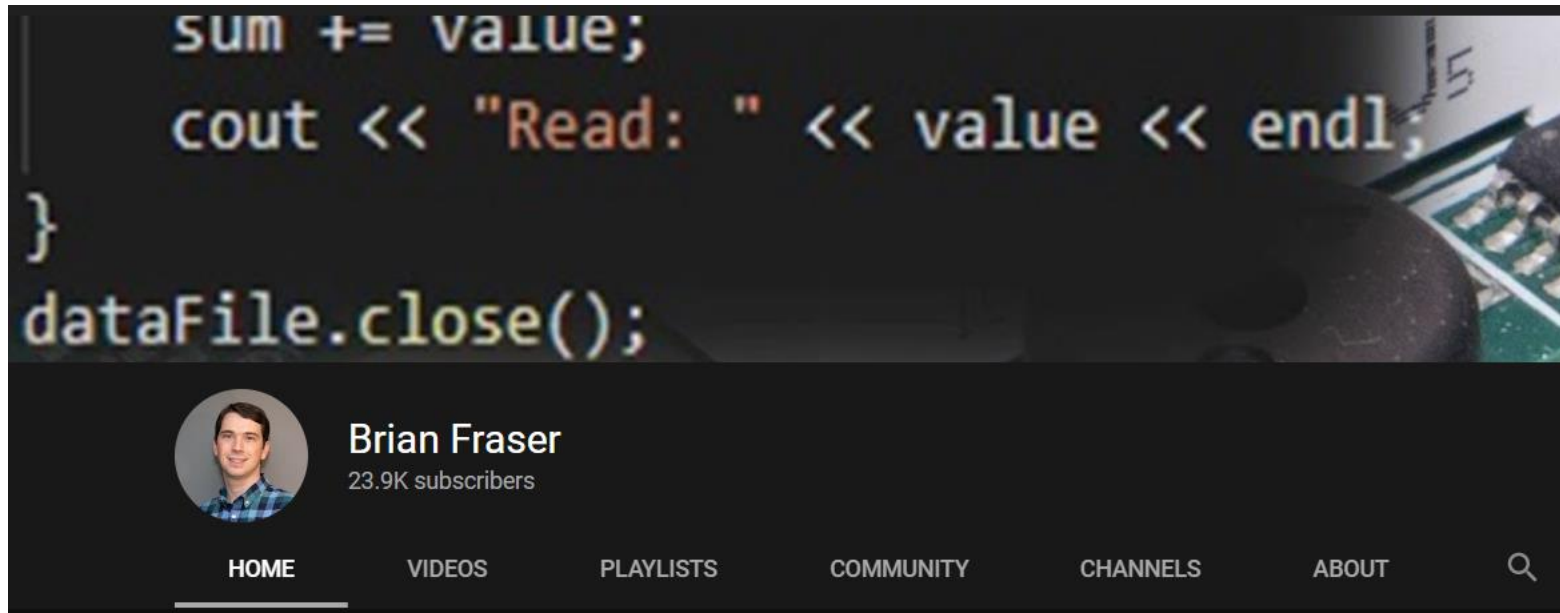 sum += value;
cout << "Read: " << value << endl;
}
dataFile.close();
Brian Fraser
23.9K subscribers
HOME VIDEOS PLAYLISTS COMMUNITY CHANNELS ABOUT